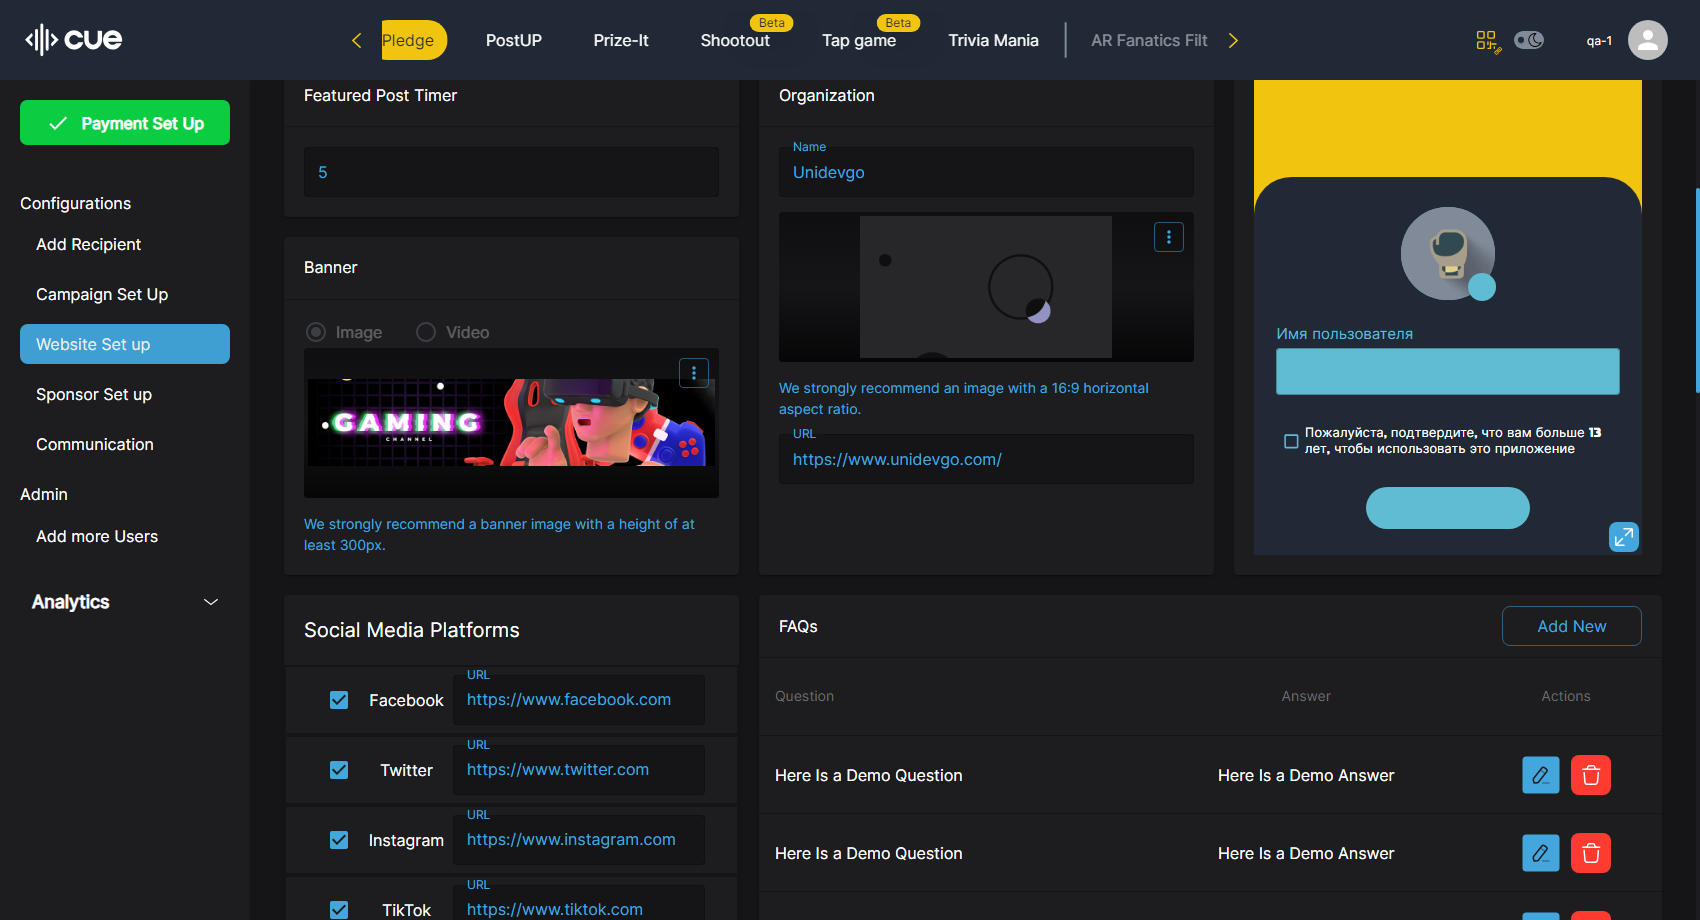 cue
Pledge
PostUP
Prize-It
Shootout
Beta
Tap game
Beta
Trivia Mania
AR Fanatics Filt
qa-1
Payment Set Up
Configurations
Add Recipient
Campaign Set Up
Website Set up
Sponsor Set up
Communication
Admin
Add more Users
Analytics
Featured Post Timer
5
Banner
Image
Video
GAMING
CHANNEL
We strongly recommend a banner image with a height of at
least 300px.
Organization
Name
Unidevgo
We strongly recommend an image with a 16:9 horizontal
aspect ratio.
URL
https://www.unidevgo.com/
Имя пользователя
Пожалуйста, подтвердите, что вам больше 13
лет, чтобы использовать это приложение
Social Media Platforms
Facebook
URL
https://www.facebook.com
Twitter
URL
https://www.twitter.com
Instagram
URL
https://www.instagram.com
TikTok
URL
https://www.tiktok.com
FAQs
Add New
Question
Answer
Actions
Here Is a Demo Question
Here Is a Demo Answer
Here Is a Demo Question
Here Is a Demo Answer